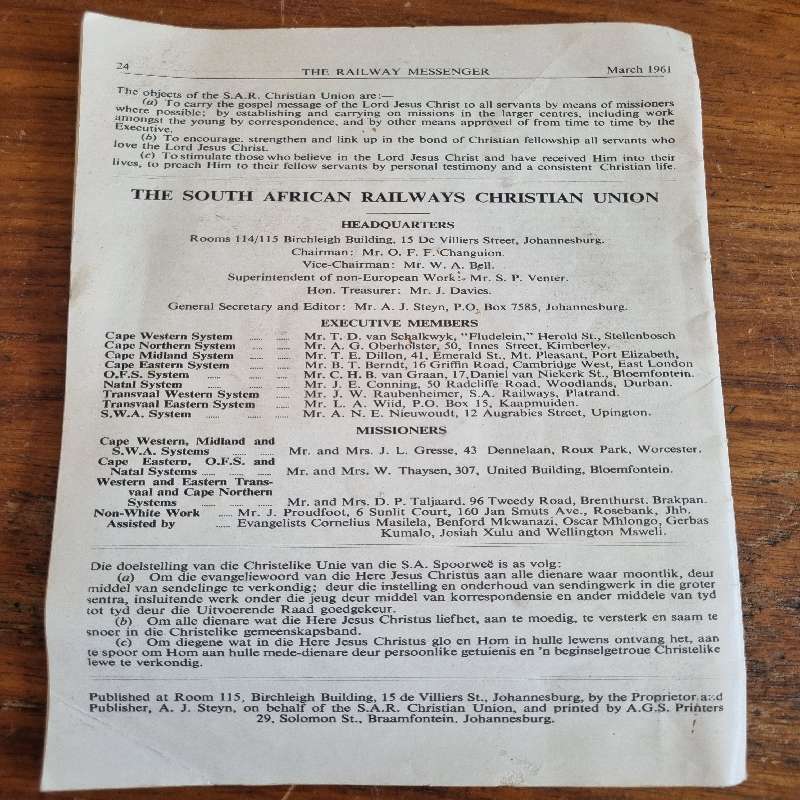 24 THE RAILWAY MESSENGER March 1961
The objects of the S.A.R. Christian Union are:—
(a) To carry the gospel message of the Lord Jesus Christ to all servants by means of missioners
where possible; by establishing and carrying on missions in the larger centres, including work
amongst the young by correspondence, and by other means approved of from time to time by the
Executive.
(b) To encourage, strengthen and link up in the bond of Christian fellowship all servants who
love the Lord Jesus Christ.
(c) To stimulate those who believe in the Lord Jesus Christ and have received Him into their
lives, to preach Him to their fellow servants by personal testimony and a consistent Christian life.
THE SOUTH AFRICAN RAILWAYS CHRISTIAN UNION
HEADQUARTERS
Rooms 114/115 Birchleigh Building, 15 De Villiers Street, Johannesburg.
Chairman: Mr. O. F. F. Changuion.
Vice-Chairman: Mr. W. A. Bell.
Superintendent of non-European Work:- Mr. S. P. Venter.
Hon. Treasurer: Mr. J. Davies.
General Secretary and Editor: Mr. A. J. Steyn, P.O. Box 7585, Johannesburg.
EXECUTIVE MEMBERS
Cape Western System ..... ..... Mr. T. D. van Schalkwyk, "Fludelein," Herold St., Stellenbosch
Cape Northern System ..... ..... Mr. A. G. Oberholster, 50, Innes Street, Kimberley.
Cape Midland System ..... ..... Mr. T. E. Dillon, 41, Emerald St., Mt. Pleasant, Port Elizabeth,
Cape Eastern System ..... ..... Mr. B. T. Berndt, 16 Griffin Road, Cambridge West, East London
O.F.S. System ..... ..... ..... Mr. C. H. B. van Graan, 17, Daniel van Niekerk St., Bloemfontein.
Natal System ..... ..... ..... Mr. J. E. Conning, 50 Radcliffe Road, Woodlands, Durban.
Transvaal Western System ..... Mr. J. W. Raubenheimer, S.A. Railways, Platrand.
Transvaal Eastern System ..... Mr. L. A. Wiid, P.O. Box 15, Kaapmuiden.
S.W.A. System ..... ..... ..... Mr. A. N. E. Nieuwoudt, 12 Augrabies Street, Upington.
MISSIONERS
Cape Western, Midland and
S.W.A. Systems ..... ..... Mr. and Mrs. J. L. Gresse, 43 Dennelaan, Roux Park, Worcester.
Cape Eastern, O.F.S. and
Natal Systems ..... ..... ..... Mr. and Mrs. W. Thaysen, 307, United Building, Bloemfontein.
Western and Eastern Trans-
vaal and Cape Northern
Systems ..... ..... ..... Mr. and Mrs. D. P. Taljaard. 96 Tweedy Road, Brenthurst, Brakpan.
Non-White Work ..... Mr. J. Proudfoot, 6 Sunlit Court, 160 Jan Smuts Ave., Rosebank, Jhb.
Assisted by ..... ..... Evangelists Cornelius Masilela, Benford Mkwanazi, Oscar Mhlongo, Gerbas
Kumalo, Josiah Xulu and Wellington Msweli.
Die doelstelling van die Christelike Unie van die S.A. Spoorweë is as volg:
(a) Om die evangeliewoord van die Here Jesus Christus aan alle dienare waar moontlik, deur
middel van sendelinge te verkondig; deur die instelling en onderhoud van sendingwerk in die groter
sentra, insluitende werk onder die jeug deur middel van korrespondensie en ander middele van tyd
tot tyd deur die Uitvoerende Raad goedgekeur.
(b) Om alle dienare wat die Here Jesus Christus liefhet, aan te moedig, te versterk en saam te
snoer in die Christelike gemeenskapsband.
(c) Om diegene wat in die Here Jesus Christus glo en Hom in hulle lewens ontvang het, aan
te spoor om Hom aan hulle mede-dienare deur persoonlike getuienis en 'n beginselgetroue Christelike
lewe te verkondig.
Published at Room 115, Birchleigh Building, 15 de Villiers St., Johannesburg, by the Proprietor and
Publisher, A. J. Steyn, on behalf of the S.A.R. Christian Union, and printed by A.G.S. Printers
29, Solomon St., Braamfontein. Johannesburg.